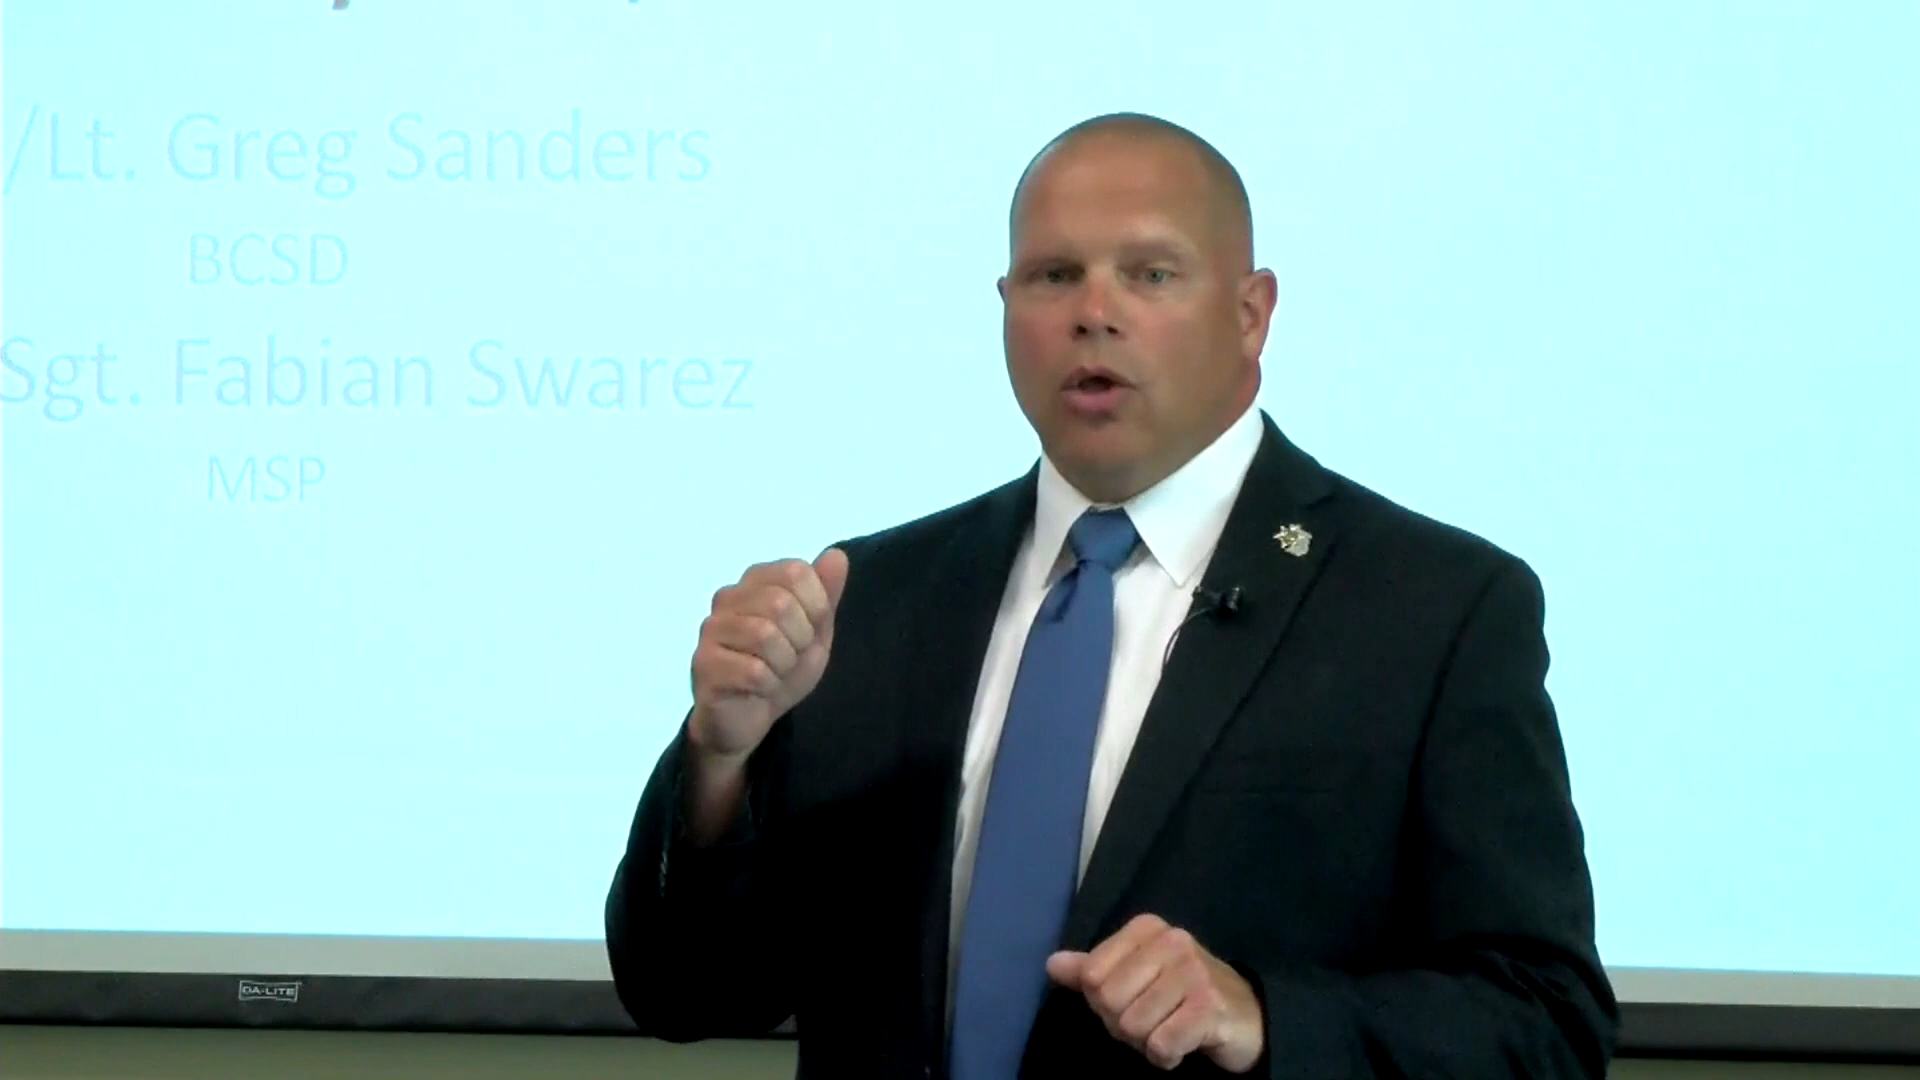 /Lt. Greg Sanders
BCSD
Sgt. Fabian Swarez
MSP
DA-LITE